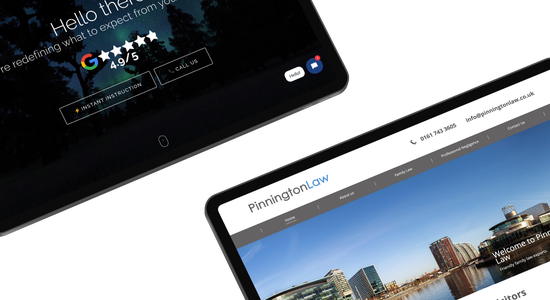 Hello there
're redefining what to expect from your
4.9/5
INSTANT INSTRUCTION
CALL US
Hello!
0161 743 3605
info@pinningtonlaw.co.uk
PinningtonLaw
Home
About us
Family Law
Professional Negligence
Contact Us
Welcome to Pinn
Law
Friendly family law experts.
itors